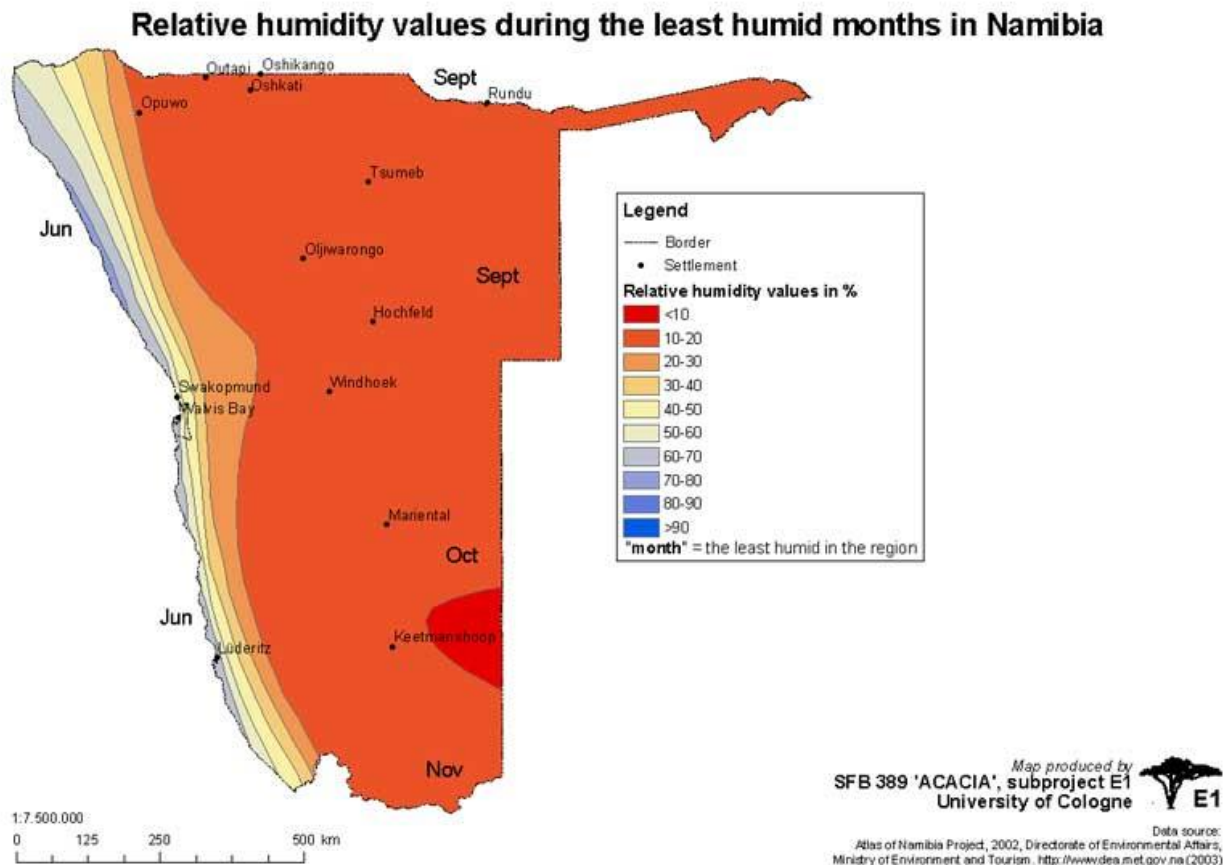 Relative humidity values during the least humid months in Namibia
Outapi
Oshikango
Oshkati
Sept
Rundu
Opuwo
Tsumeb
Jun
Oljiwarongo
Sept
Hochfeld
Swakopmund
Windhoek
Walvis Bay
Mariental
Oct
Jun
Keetmanshoop
Lüderitz
Nov
Legend
Border
Settlement
Relative humidity values in %
<10
10-20
20-30
30-40
40-50
50-60
60-70
70-80
80-90
>90
"month" = the least humid in the region
1:7.500.000
0 125 250 500 km
Map produced by
SFB 389 'ACACIA', subproject E1
University of Cologne
E1
Data source:
Atlas of Namibia Project, 2002, Directorate of Environmental Affairs,
Ministry of Environment and Tourism, http://www.dea.met.gov.na (2003)